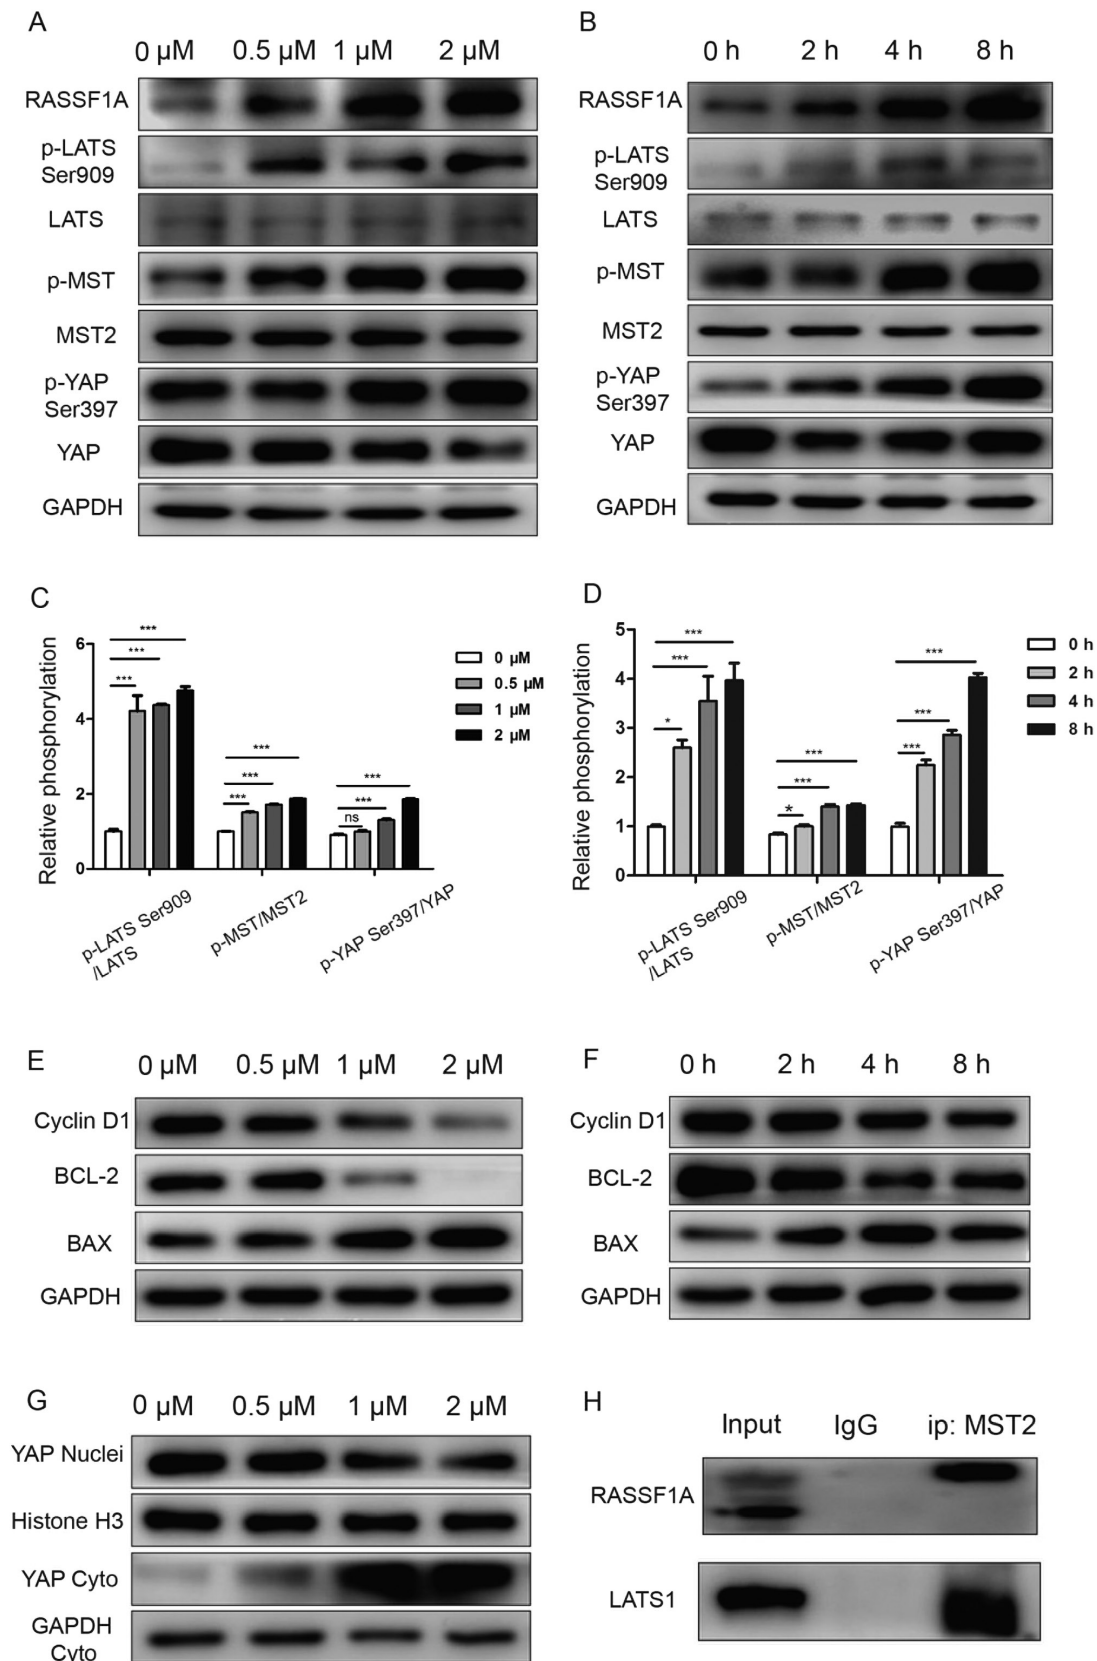 A
0 µM 0.5 µM 1 µM 2 µM
RASSF1A
p-LATS
Ser909
LATS
p-MST
MST2
p-YAP
Ser397
YAP
GAPDH
B
0 h 2 h 4 h 8 h
RASSF1A
p-LATS
Ser909
LATS
p-MST
MST2
p-YAP
Ser397
YAP
GAPDH
C
Relative phosphorylation
6
4
2
0
***
***
***
***
***
***
***
***
ns
0 µM
0.5 µM
1 µM
2 µM
p-LATS Ser909
/LATS
p-MST/MST2
p-YAP Ser397/YAP
D
Relative phosphorylation
5
4
3
2
1
0
***
***
*
***
***
*
***
***
***
0 h
2 h
4 h
8 h
p-LATS Ser909
/LATS
p-MST/MST2
p-YAP Ser397/YAP
E
0 µM 0.5 µM 1 µM 2 µM
Cyclin D1
BCL-2
BAX
GAPDH
F
0 h 2 h 4 h 8 h
Cyclin D1
BCL-2
BAX
GAPDH
G
0 µM 0.5 µM 1 µM 2 µM
YAP Nuclei
Histone H3
YAP Cyto
GAPDH
Cyto
H
Input IgG ip: MST2
RASSF1A
LATS1